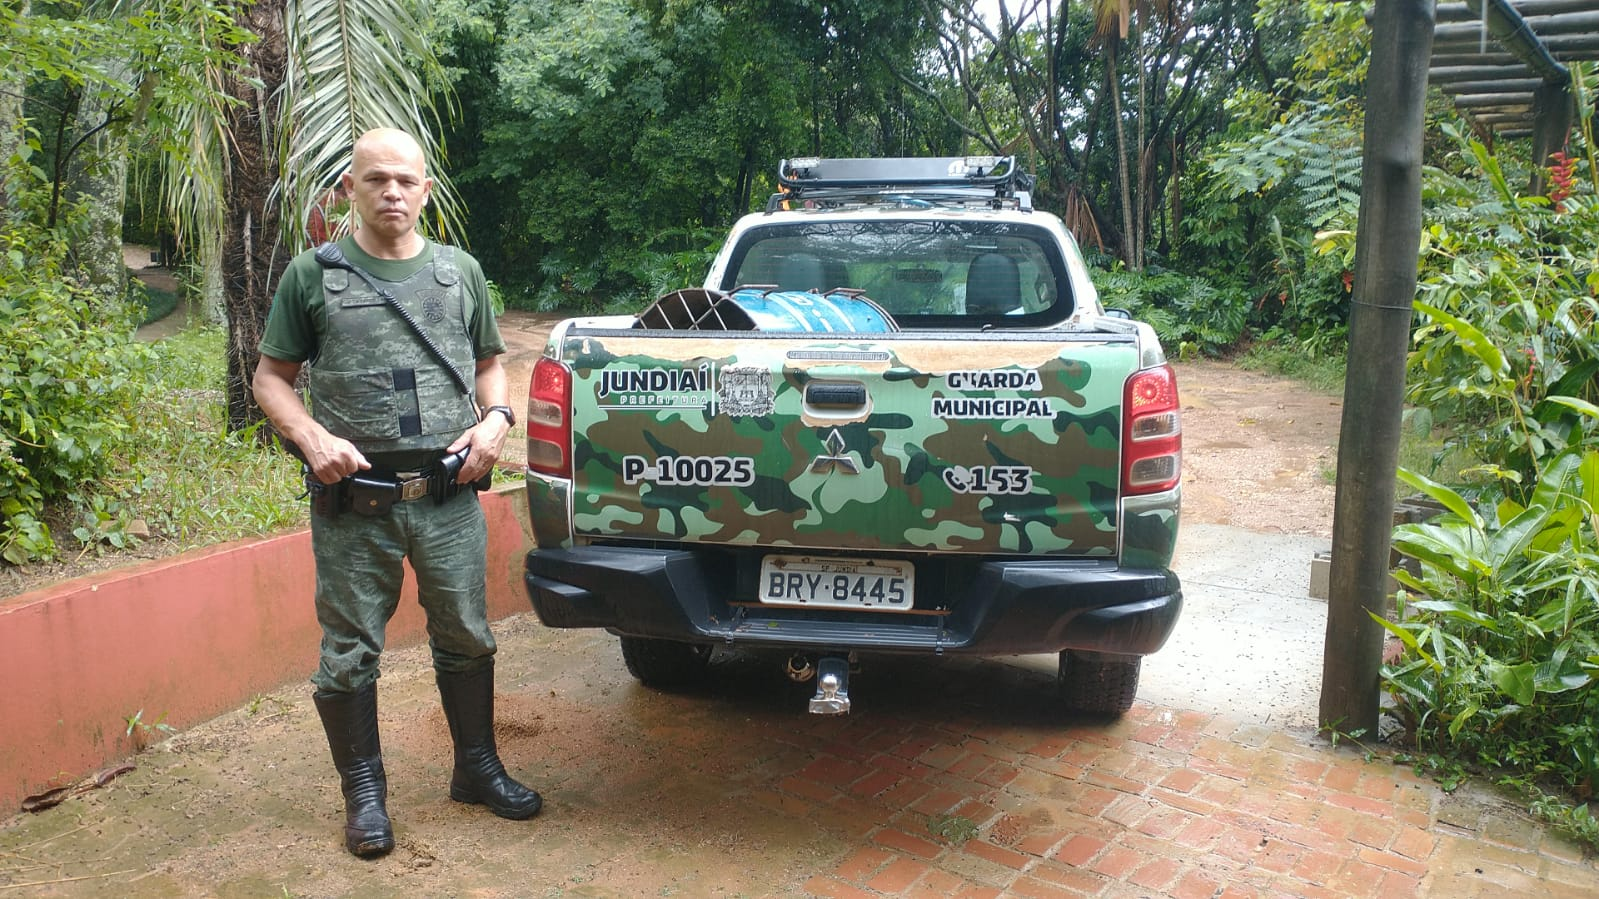 JUNDIAÍ
PREFEITURA
GUARDA
MUNICIPAL
P-10025
153
BRY-8445